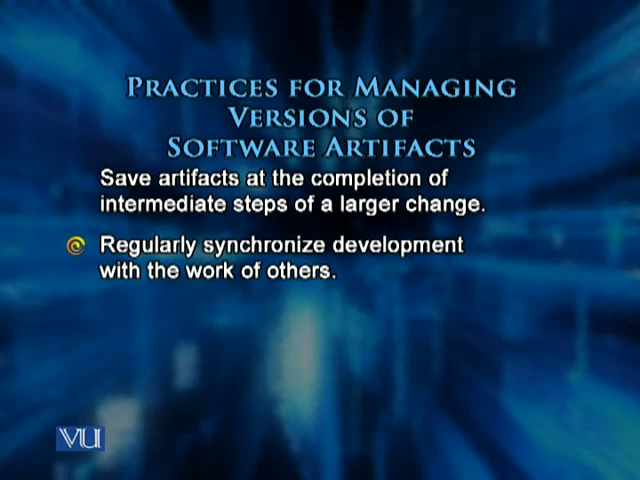 PRACTICES FOR MANAGING
VERSIONS OF
SOFTWARE ARTIFACTS
Save artifacts at the completion of
intermediate steps of a larger change.
Regularly synchronize development
with the work of others.
VU